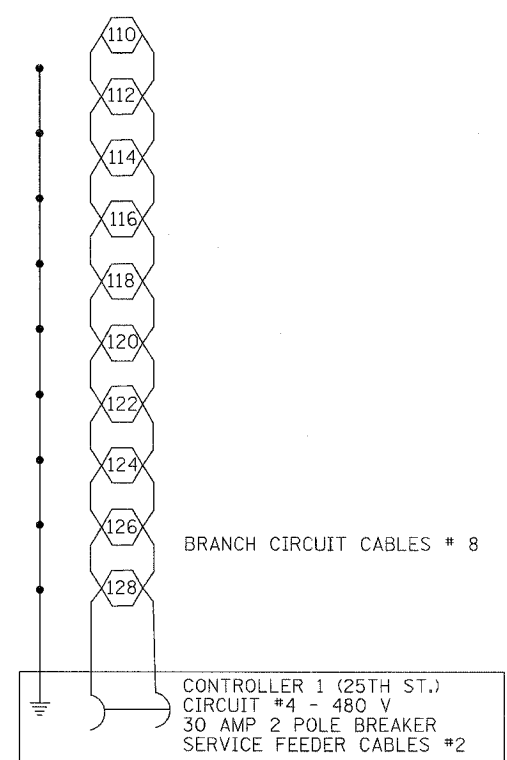 110
112
114
116
118
120
122
124
126
BRANCH CIRCUIT CABLES # 8
128
CONTROLLER 1 (25TH ST.)
CIRCUIT #4 - 480 V
30 AMP 2 POLE BREAKER
SERVICE FEEDER CABLES #2